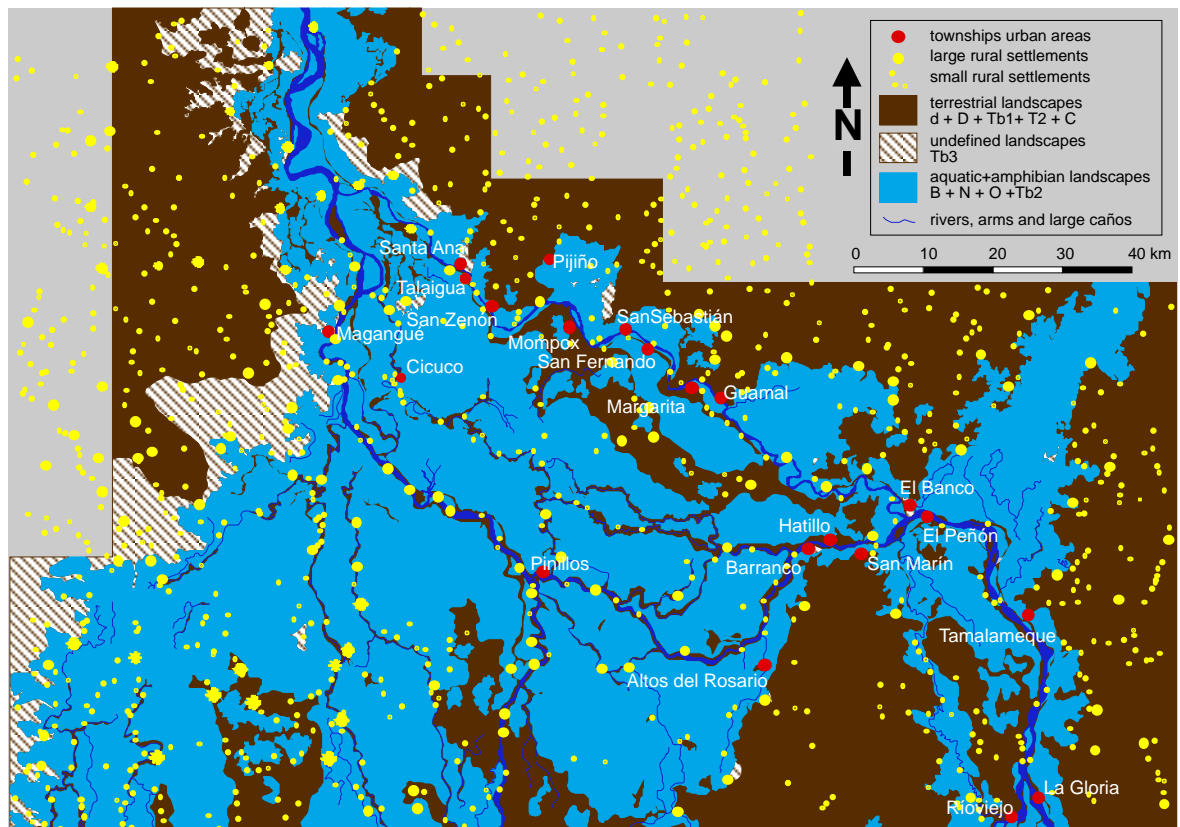 townships urban areas
large rural settlements
small rural settlements
terrestrial landscapes
d + D + Tb1+ T2 + C
undefined landscapes
Tb3
aquatic+amphibian landscapes
B + N + O +Tb2
rivers, arms and large caños
N
0 10 20 30 40 km
Santa Ana
Pijiño
Talaigua
San Zenón
SanSebastián
Magangué
Mompox
San Fernando
Cicuco
Margarita
Guamal
El Banco
Hatillo
El Peñón
Barranco
San Marín
Pinillos
Tamalameque
Altos del Rosario
La Gloria
Ríoviejo